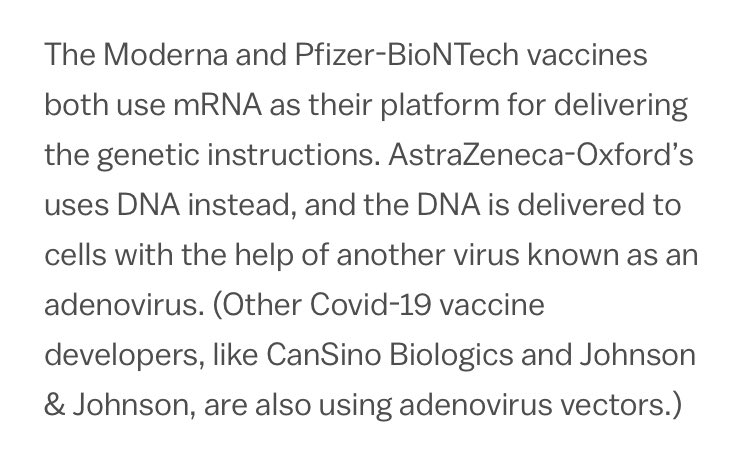 The Moderna and Pfizer-BioNTech vaccines
both use mRNA as their platform for delivering
the genetic instructions. AstraZeneca-Oxford’s
uses DNA instead, and the DNA is delivered to
cells with the help of another virus known as an
adenovirus. (Other Covid-19 vaccine
developers, like CanSino Biologics and Johnson
& Johnson, are also using adenovirus vectors.)